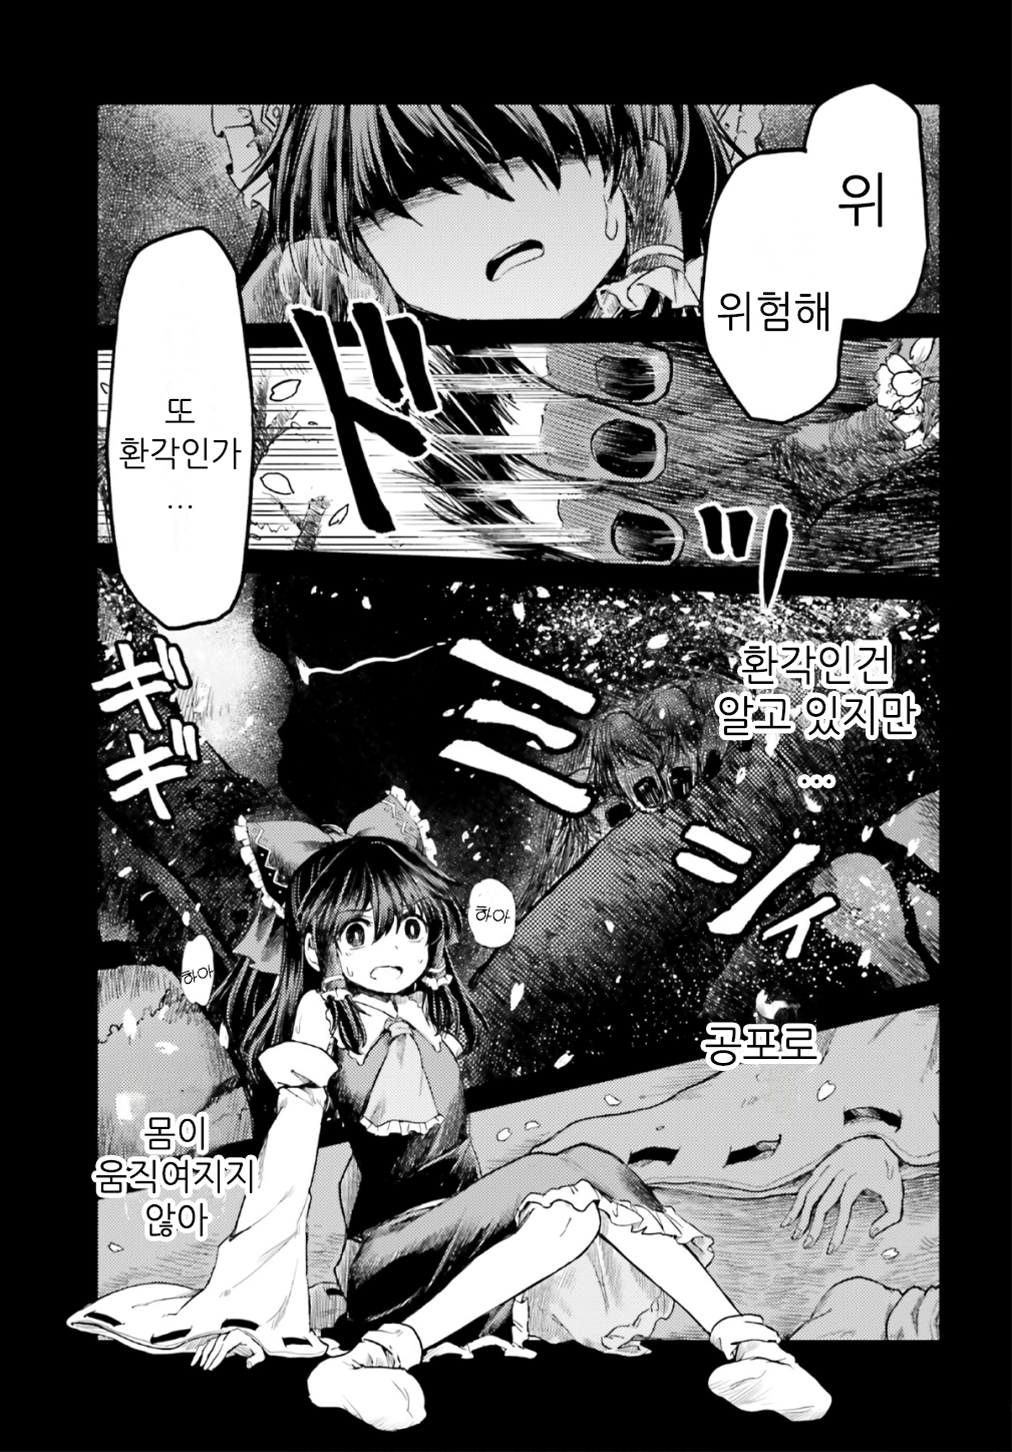 위
위험해
ドドッ
또
환각인가
...
환각인건
알고 있지만
...
ギギ
ミシィ
하아
하아
공포로
몸이
움직여지지
않아